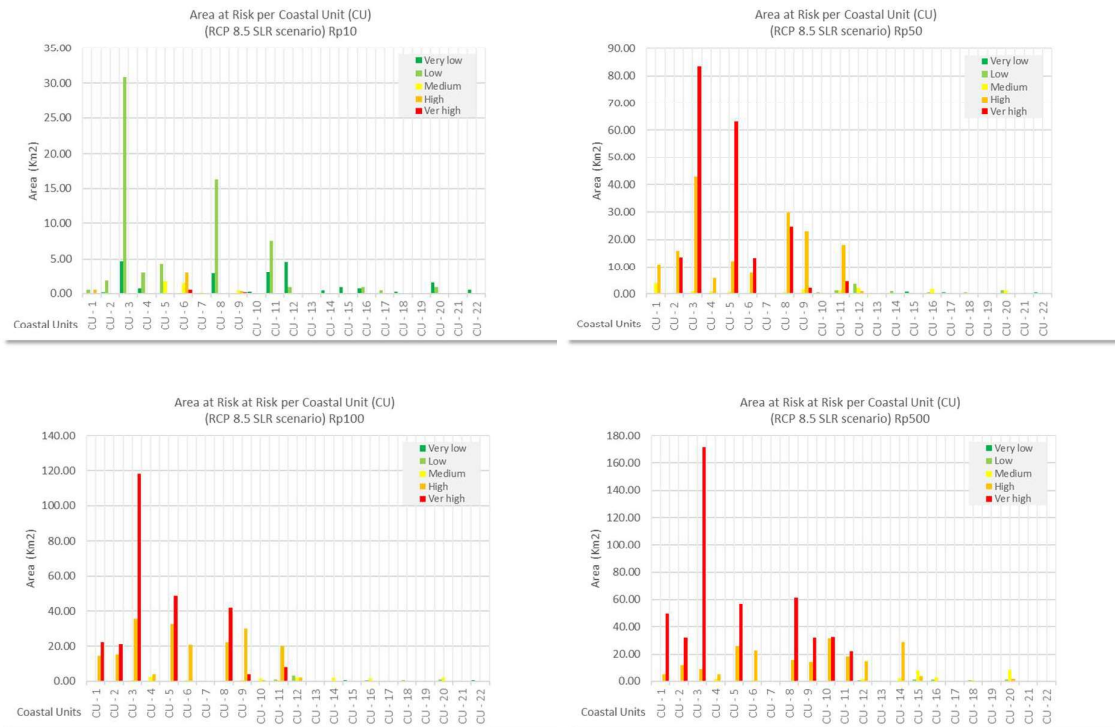 Area at Risk per Coastal Unit (CU)
(RCP 8.5 SLR scenario) Rp10
35.00
30.00
25.00
20.00
15.00
10.00
5.00
0.00
Area (Km2)
Very low
Low
Medium
High
Ver high
Coastal Units
CU - 1
CU - 2
CU - 3
CU - 4
CU - 5
CU - 6
CU - 7
CU - 8
CU - 9
CU - 10
CU - 11
CU - 12
CU - 13
CU - 14
CU - 15
CU - 16
CU - 17
CU - 18
CU - 19
CU - 20
CU - 21
CU - 22
Area at Risk per Coastal Unit (CU)
(RCP 8.5 SLR scenario) Rp50
90.00
80.00
70.00
60.00
50.00
40.00
30.00
20.00
10.00
0.00
Area (Km2)
Very low
Low
Medium
High
Ver high
Coastal Units
CU - 1
CU - 2
CU - 3
CU - 4
CU - 5
CU - 6
CU - 7
CU - 8
CU - 9
CU - 10
CU - 11
CU - 12
CU - 13
CU - 14
CU - 15
CU - 16
CU - 17
CU - 18
CU - 19
CU - 20
CU - 21
CU - 22
Area at Risk at Risk per Coastal Unit (CU)
(RCP 8.5 SLR scenario) Rp100
140.00
120.00
100.00
80.00
60.00
40.00
20.00
0.00
Area (Km2)
Very low
Low
Medium
High
Ver high
Coastal Units
CU - 1
CU - 2
CU - 3
CU - 4
CU - 5
CU - 6
CU - 7
CU - 8
CU - 9
CU - 10
CU - 11
CU - 12
CU - 13
CU - 14
CU - 15
CU - 16
CU - 17
CU - 18
CU - 19
CU - 20
CU - 21
CU - 22
Area at Risk at Risk per Coastal Unit (CU)
(RCP 8.5 SLR scenario) Rp500
180.00
160.00
140.00
120.00
100.00
80.00
60.00
40.00
20.00
0.00
Area (Km2)
Very low
Low
Medium
High
Ver high
Coastal Units
CU - 1
CU - 2
CU - 3
CU - 4
CU - 5
CU - 6
CU - 7
CU - 8
CU - 9
CU - 10
CU - 11
CU - 12
CU - 13
CU - 14
CU - 15
CU - 16
CU - 17
CU - 18
CU - 19
CU - 20
CU - 21
CU - 22